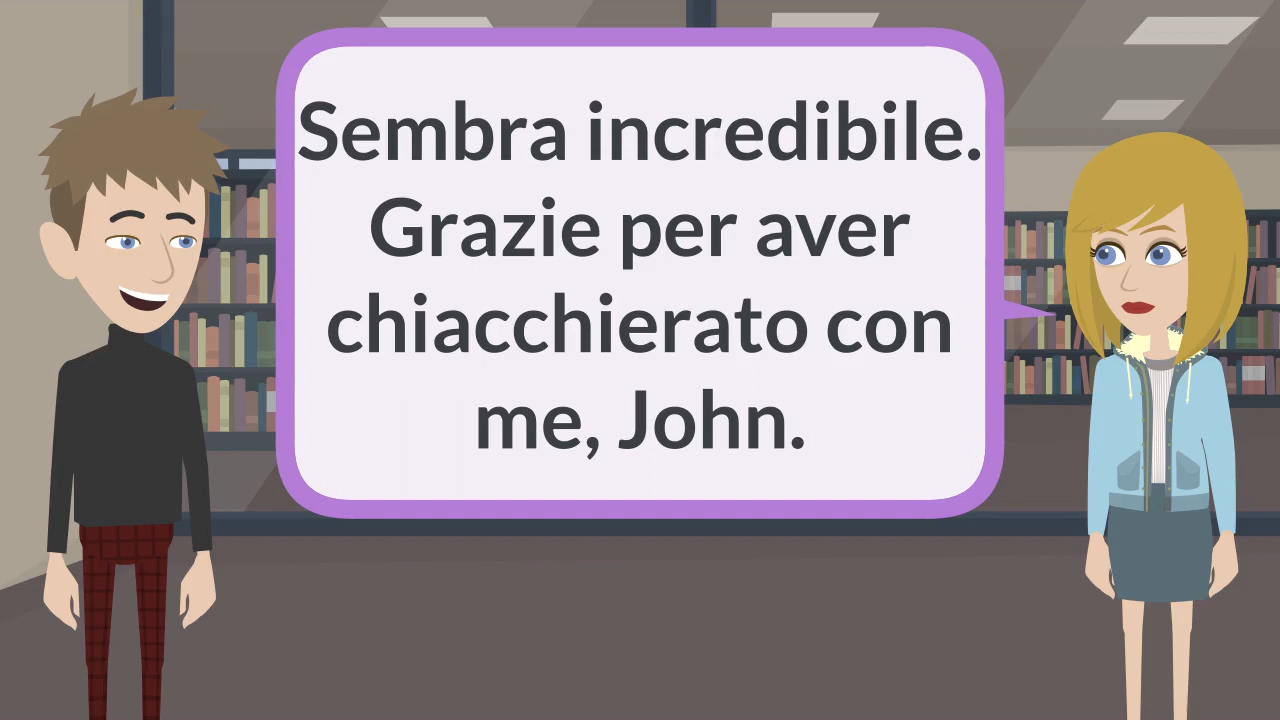 Sembra incredibile.
Grazie per aver
chiacchierato con
me, John.